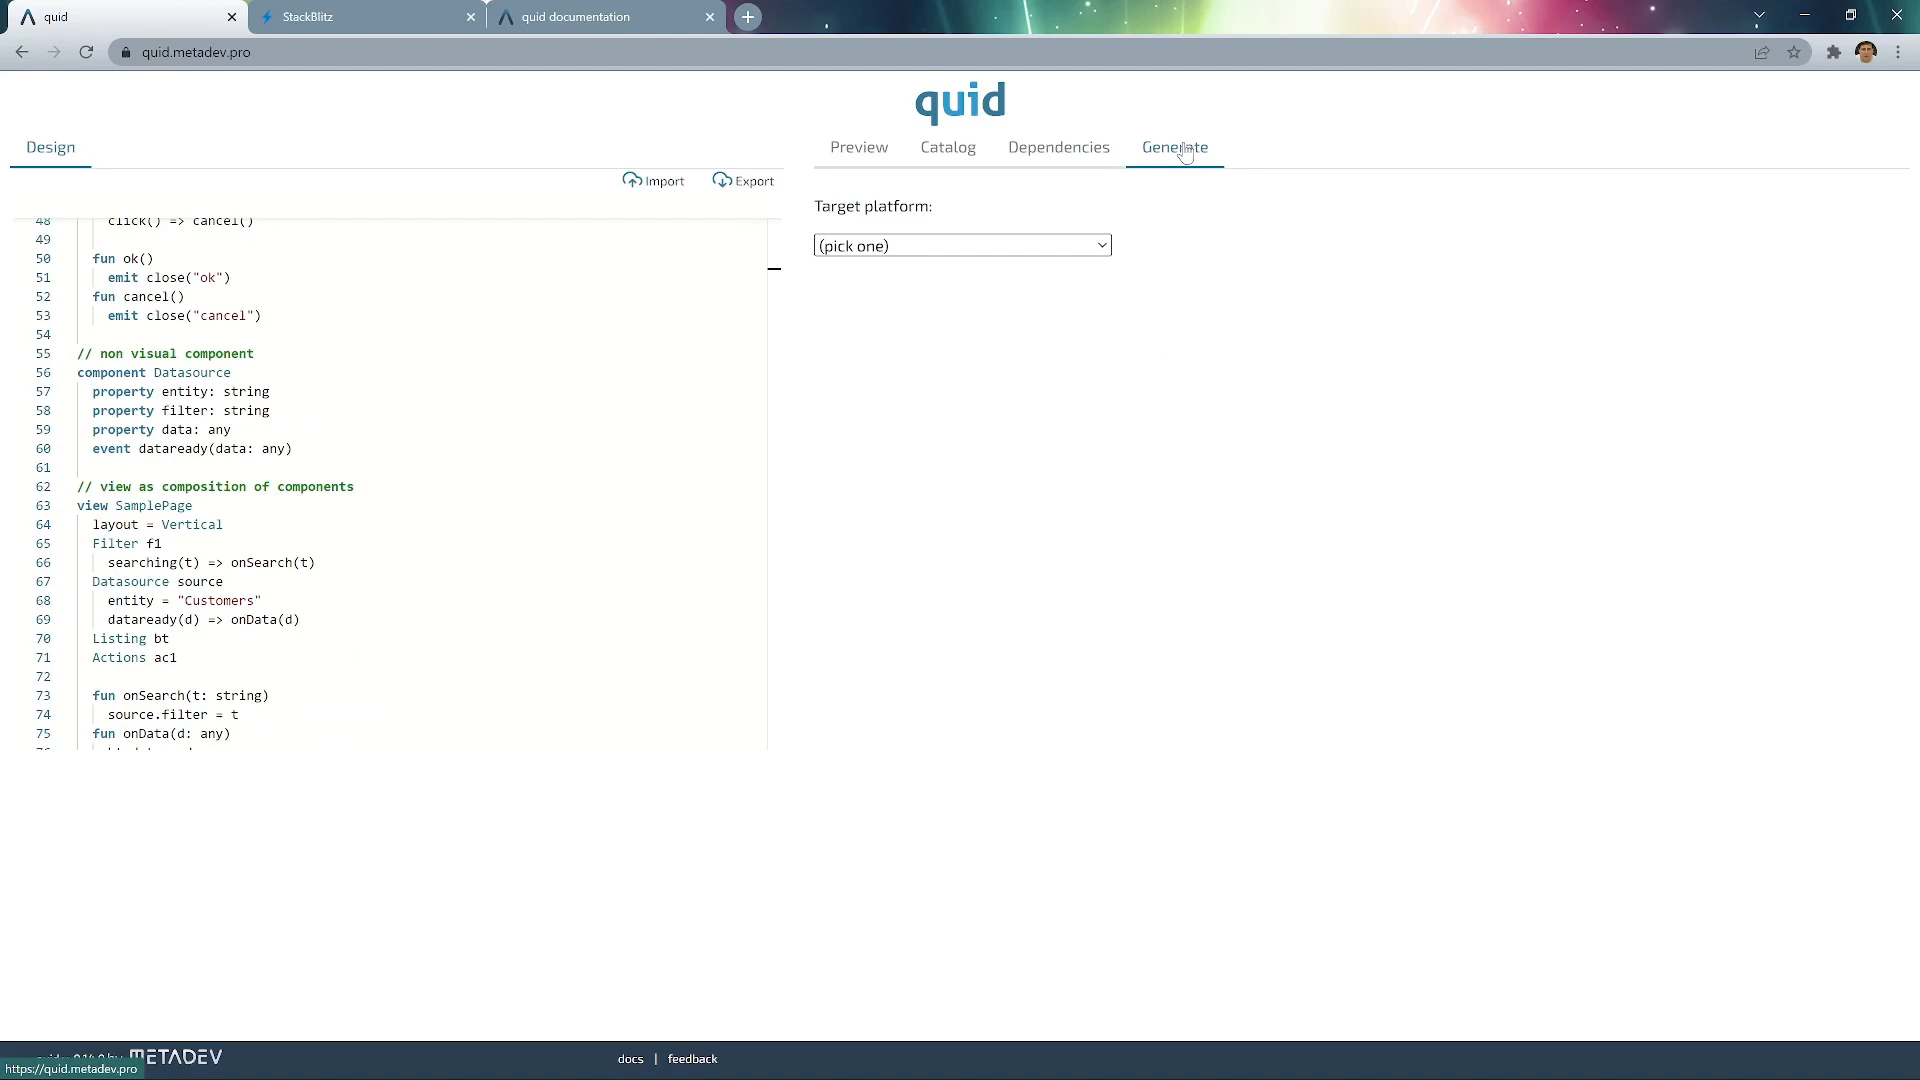 quid
StackBlitz
quid documentation
quid.metadev.pro
quid
Design
Preview
Catalog
Dependencies
Generate
Import
Export
Target platform:
(pick one)
48 click() => cancel()
49
50 fun ok()
51 emit close("ok")
52 fun cancel()
53 emit close("cancel")
54
55 // non visual component
56 component Datasource
57 property entity: string
58 property filter: string
59 property data: any
60 event dataready(data: any)
61
62 // view as composition of components
63 view SamplePage
64 layout = Vertical
65 Filter f1
66 searching(t) => onSearch(t)
67 Datasource source
68 entity = "Customers"
69 dataready(d) => onData(d)
70 Listing bt
71 Actions ac1
72
73 fun onSearch(t: string)
74 source.filter = t
75 fun onData(d: any)
METADEV
docs | feedback
https://quid.metadev.pro